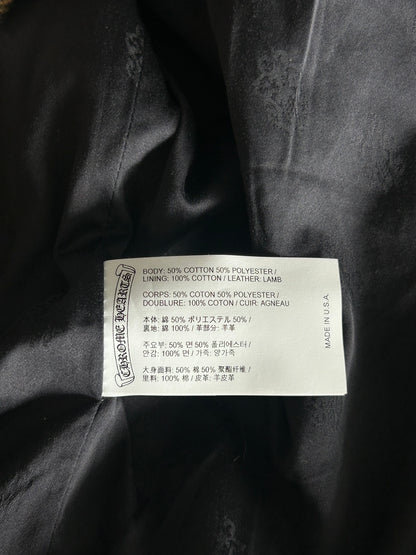 CHROME HEARTS
BODY: 50% COTTON 50% POLYESTER /
LINING: 100% COTTON / LEATHER: LAMB
CORPS: 50% COTON 50% POLYESTER /
DOUBLURE: 100% COTON / CUIR: AGNEAU
本体: 綿 50% ポリエステル 50% /
裏地: 綿 100% / 革部分: 羊革
주요부: 50% 면 50% 폴리에스터 /
안감: 100% 면 / 가죽: 양가죽
大身面料: 50% 棉 50% 聚酯纤维 /
里料: 100% 棉 / 皮革: 羊皮革
MADE IN U.S.A.